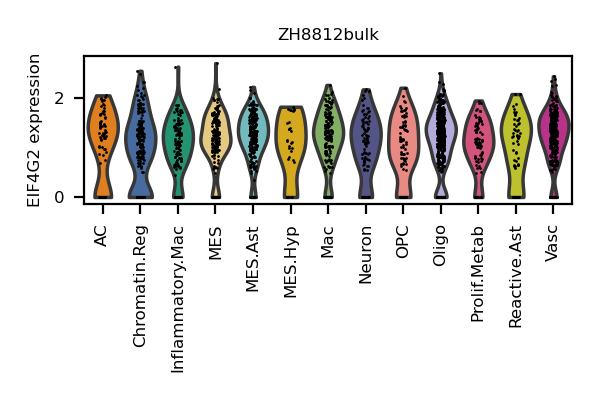 ZH8812bulk
EIF4G2 expression
2
0
AC
Chromatin.Reg
Inflammatory.Mac
MES
MES.Ast
MES.Hyp
Mac
Neuron
OPC
Oligo
Prolif.Metab
Reactive.Ast
Vasc